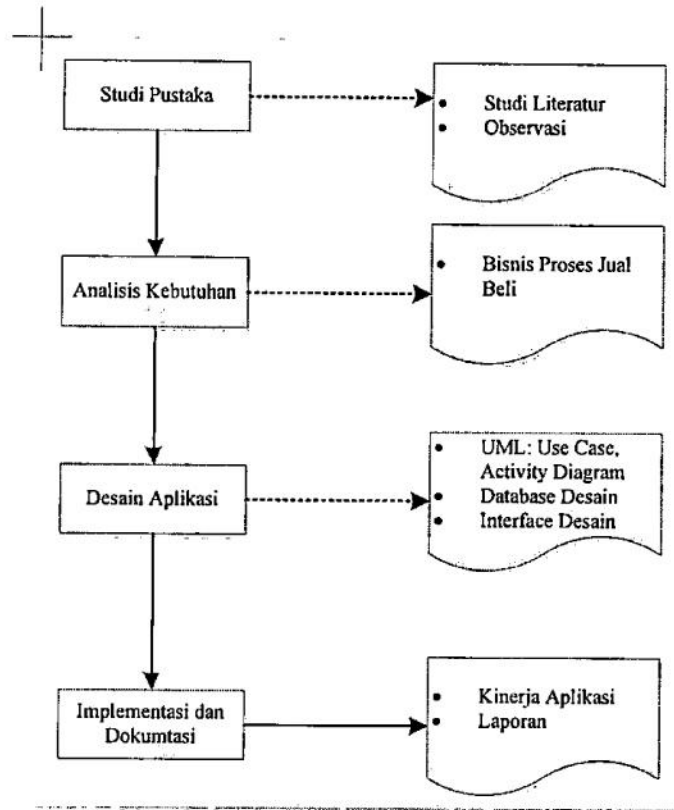 Studi Pustaka
• Studi Literatur
• Observasi
Analisis Kebutuhan
• Bisnis Proses Jual
Beli
Desain Aplikasi
• UML: Use Case,
Activity Diagram
• Database Desain
• Interface Desain
Implementasi dan
Dokumtasi
• Kinerja Aplikasi
• Laporan